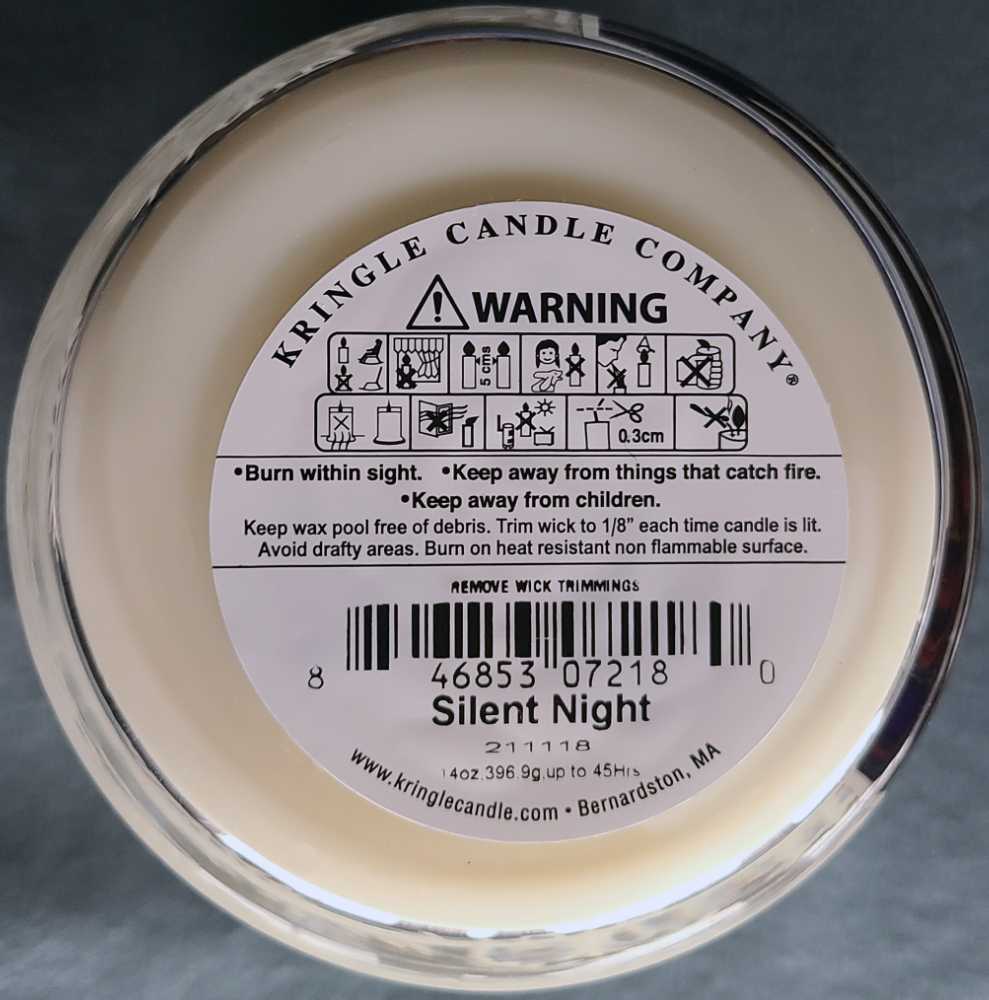 KRINGLE CANDLE COMPANY®
WARNING
5 cms
0.3cm
•Burn within sight. •Keep away from things that catch fire.
•Keep away from children.
Keep wax pool free of debris. Trim wick to 1/8” each time candle is lit.
Avoid drafty areas. Burn on heat resistant non flammable surface.
REMOVE WICK TRIMMINGS
8 46853 07218 0
Silent Night
211118
14oz.396.9g.up to 45Hrs
www.kringlecandle.com • Bernardston, MA